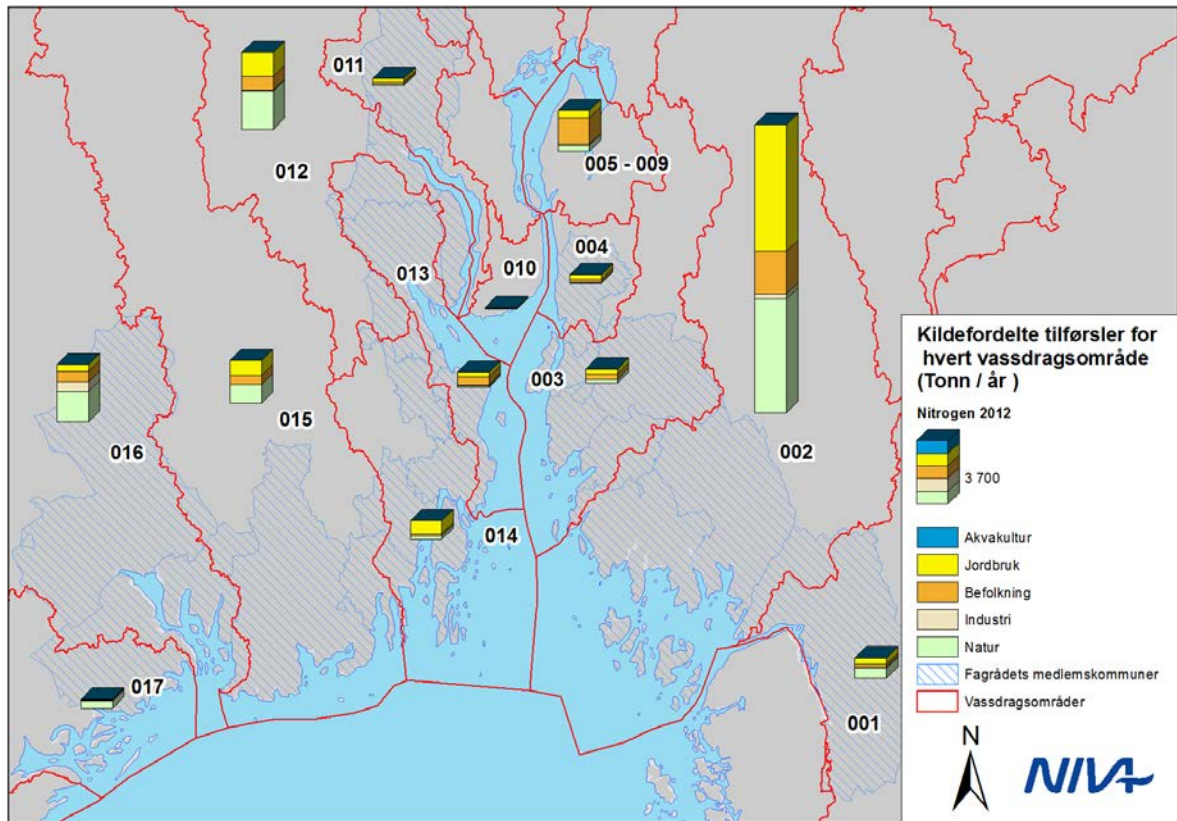 011
012
005 - 009
004
010
013
003
015
016
002
014
017
001
Kildefordelte tilførsler for
hvert vassdragsområde
(Tonn / år )
Nitrogen 2012
3 700
Akvakultur
Jordbruk
Befolkning
Industri
Natur
Fagrådets medlemskommuner
Vassdragsområder
N
NIVA